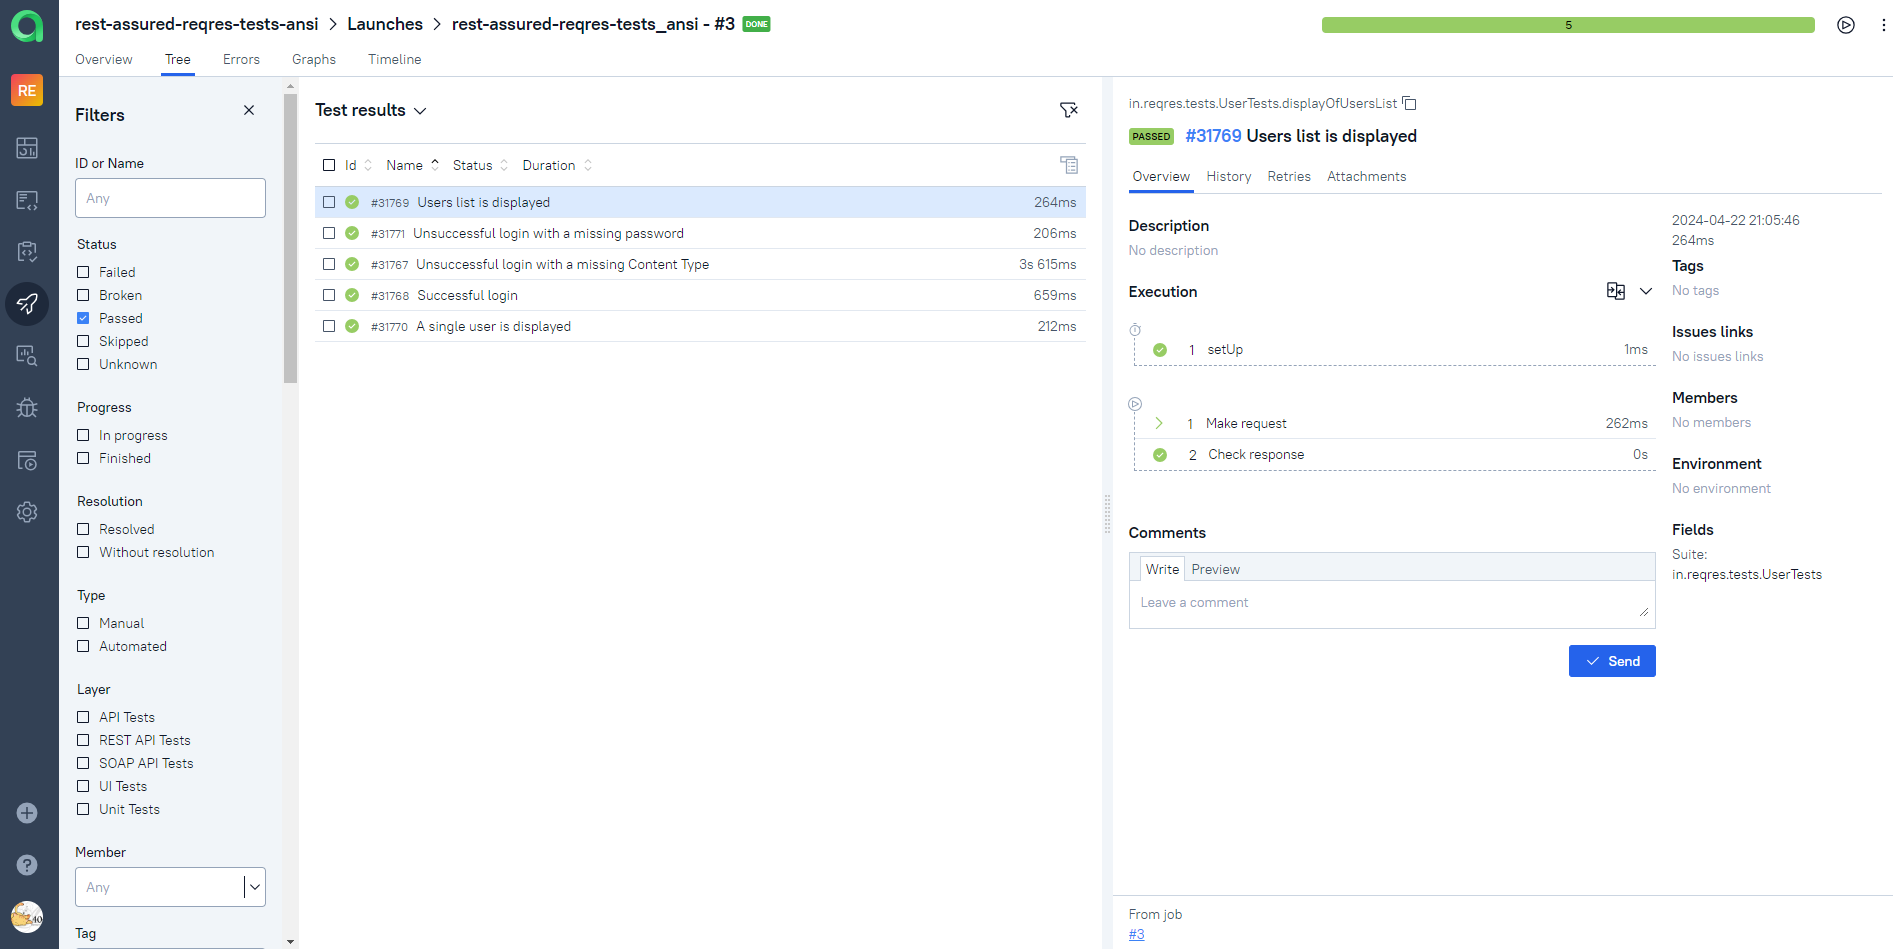 rest-assured-reqres-tests-ansi > Launches > rest-assured-reqres-tests_ansi - #3 DONE
5
Overview Tree Errors Graphs Timeline
RE
Filters
ID or Name
Any
Status
Failed
Broken
Passed
Skipped
Unknown
Progress
In progress
Finished
Resolution
Resolved
Without resolution
Type
Manual
Automated
Layer
API Tests
REST API Tests
SOAP API Tests
UI Tests
Unit Tests
Member
Any
Tag
Test results
Id Name Status Duration
#31769 Users list is displayed 264ms
#31771 Unsuccessful login with a missing password 206ms
#31767 Unsuccessful login with a missing Content Type 3s 615ms
#31768 Successful login 659ms
#31770 A single user is displayed 212ms
in.reqres.tests.UserTests.displayOfUsersList
PASSED #31769 Users list is displayed
Overview History Retries Attachments
Description
No description
Execution
1 setUp 1ms
1 Make request 262ms
2 Check response 0s
Comments
Write Preview
Leave a comment
Send
2024-04-22 21:05:46
264ms
Tags
No tags
Issues links
No issues links
Members
No members
Environment
No environment
Fields
Suite:
in.reqres.tests.UserTests
From job
#3